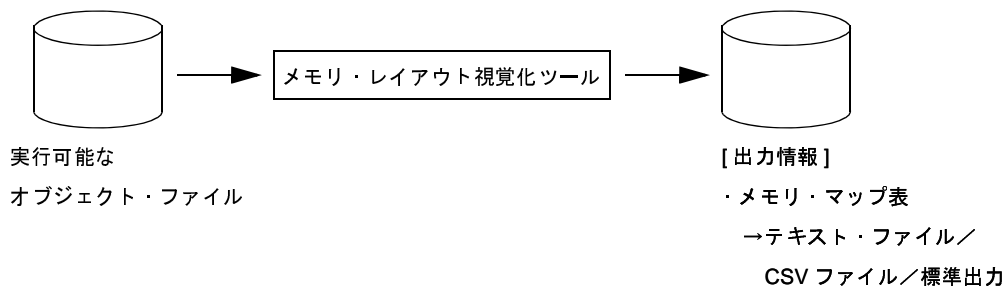 メモリ・レイアウト視覚化ツール
実行可能な
オブジェクト・ファイル
[ 出力情報 ]
・メモリ・マップ表
→テキスト・ファイル／
CSV ファイル／標準出力